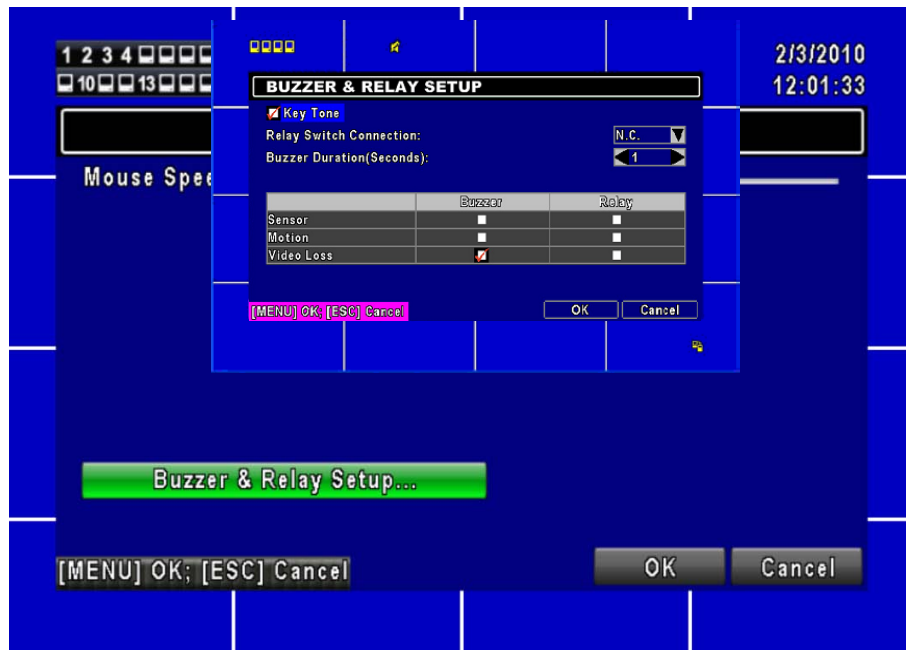 1 2 3 4
10 13
2/3/2010
12:01:33
BUZZER & RELAY SETUP
Key Tone
Relay Switch Connection: N.C.
Buzzer Duration(Seconds): 1
Buzzer Relay
Sensor
Motion
Video Loss
[MENU] OK; [ESC] Cancel OK Cancel
Mouse Spee
Buzzer & Relay Setup...
[MENU] OK; [ESC] Cancel OK Cancel